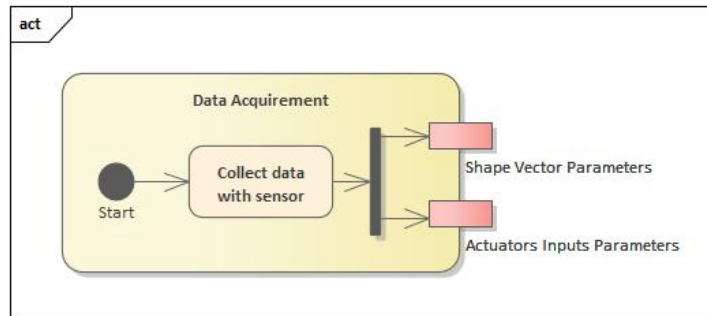 act
Data Acquirement
Collect data
with sensor
Start
Shape Vector Parameters
Actuators Inputs Parameters